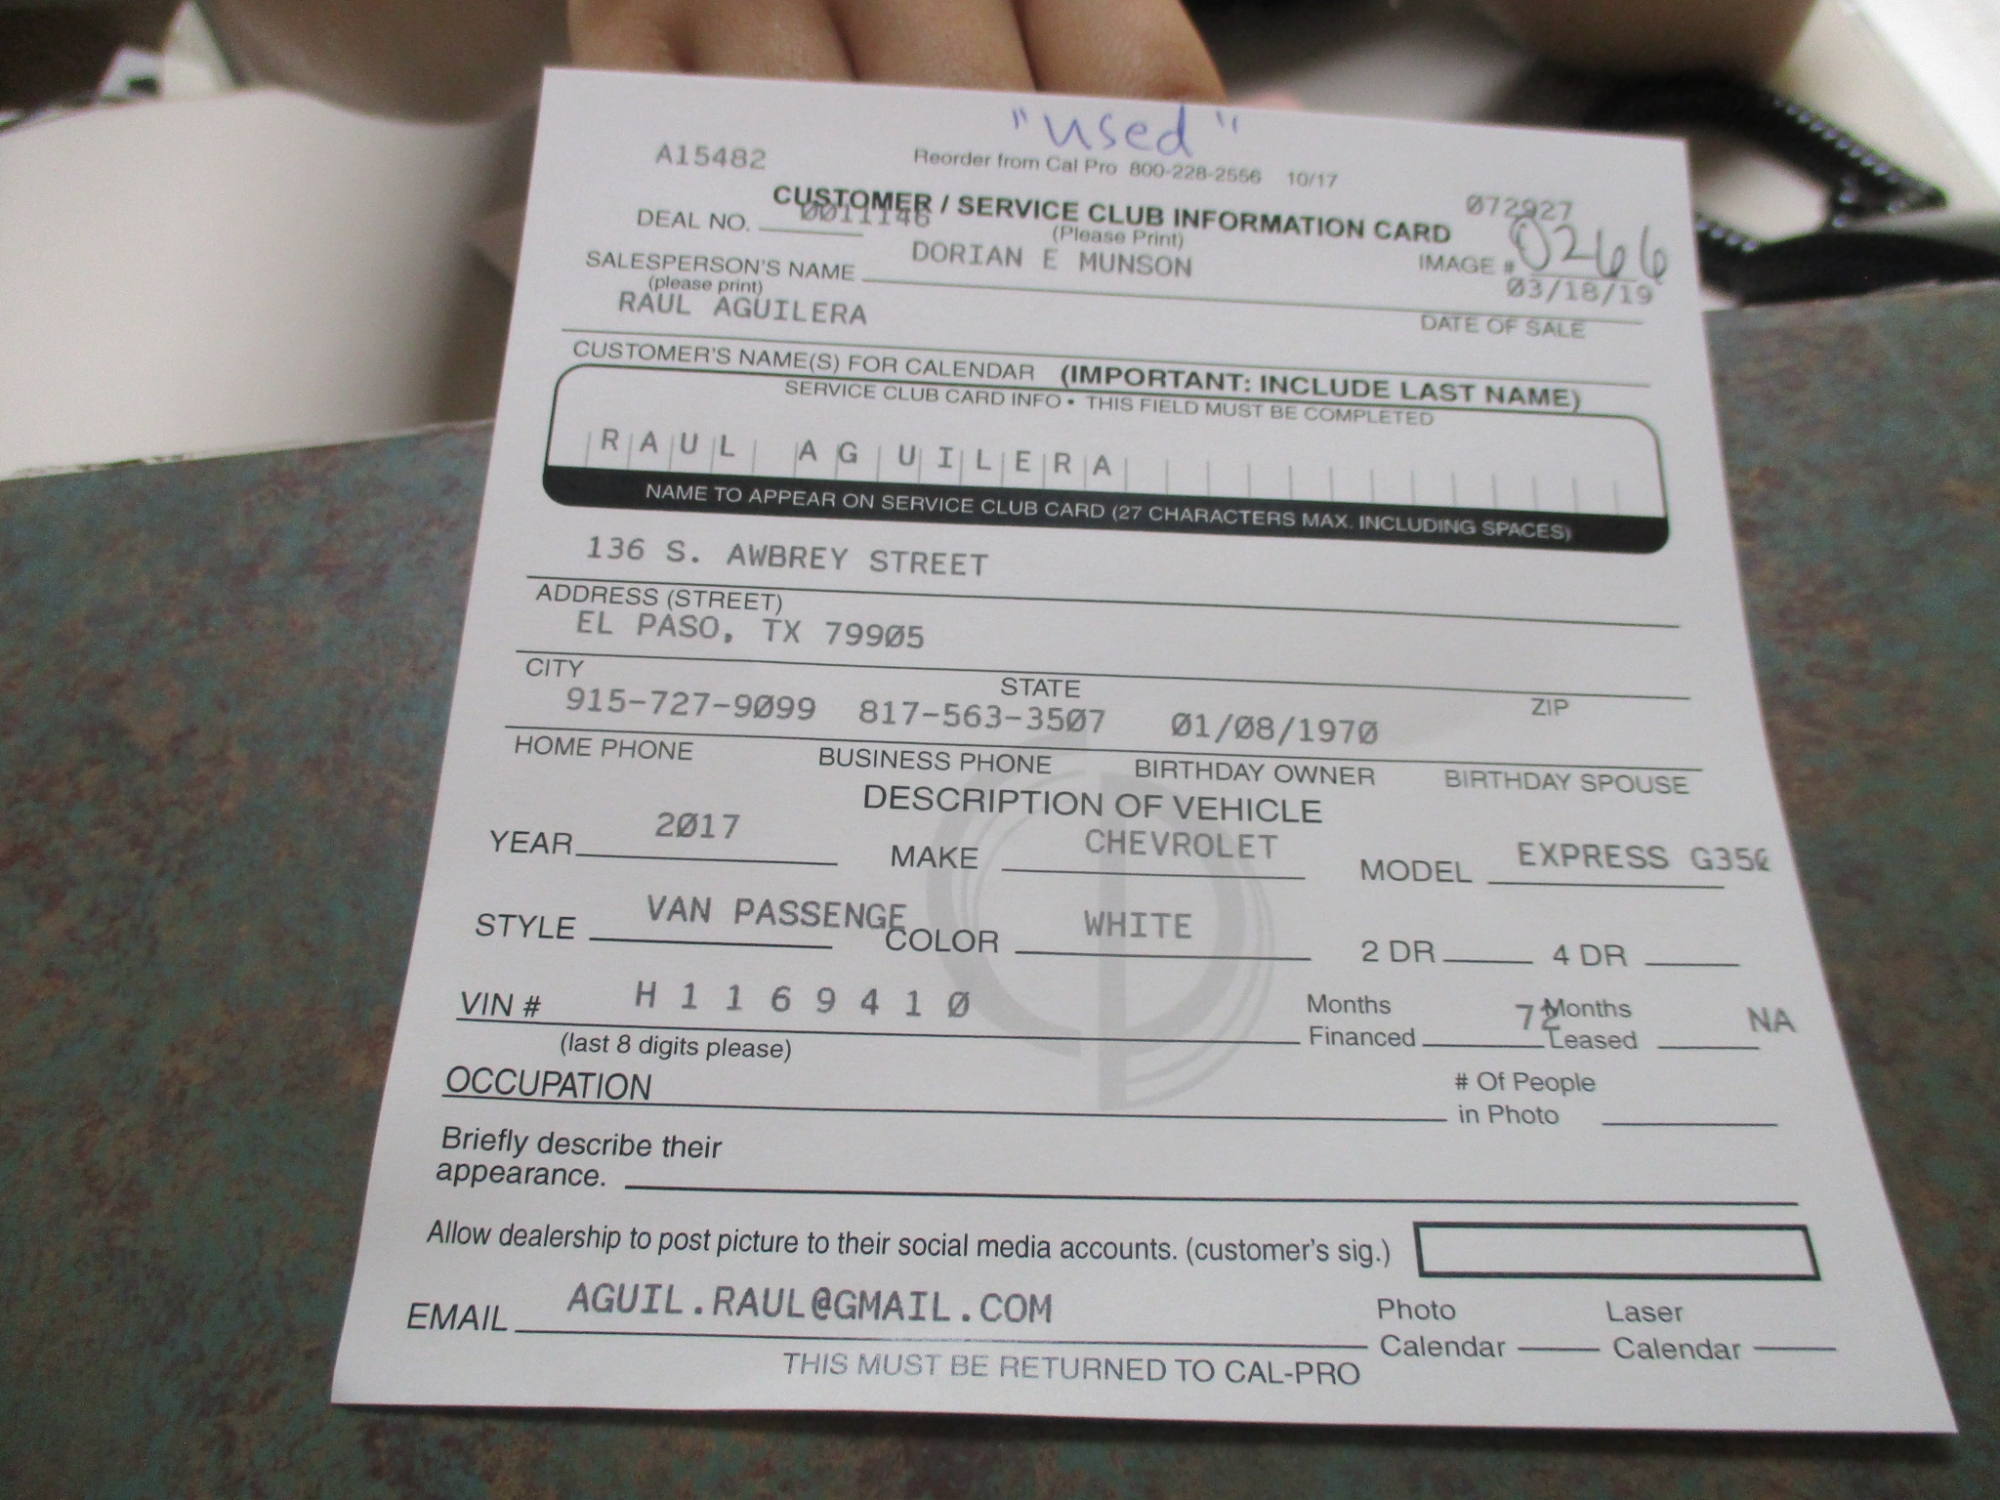 "used"
A15482
Reorder from Cal Pro 800-228-2556 10/17
CUSTOMER / SERVICE CLUB INFORMATION CARD
072927
DEAL NO. 0011146
(Please Print)
IMAGE # 0266
SALESPERSON'S NAME DORIAN E MUNSON
(please print)
03/18/19
RAUL AGUILERA
DATE OF SALE
CUSTOMER'S NAME(S) FOR CALENDAR (IMPORTANT: INCLUDE LAST NAME)
SERVICE CLUB CARD INFO • THIS FIELD MUST BE COMPLETED
RAUL AGUILERA
NAME TO APPEAR ON SERVICE CLUB CARD (27 CHARACTERS MAX. INCLUDING SPACES)
136 S. AWBREY STREET
ADDRESS (STREET)
EL PASO, TX 79905
CITY STATE ZIP
915-727-9099 817-563-3507 01/08/1970
HOME PHONE BUSINESS PHONE BIRTHDAY OWNER BIRTHDAY SPOUSE
DESCRIPTION OF VEHICLE
YEAR 2017 MAKE CHEVROLET MODEL EXPRESS G350
STYLE VAN PASSENGE COLOR WHITE 2 DR 4 DR
VIN # H1169410 Months Financed 72 Months Leased NA
(last 8 digits please)
OCCUPATION # Of People in Photo
Briefly describe their
appearance.
Allow dealership to post picture to their social media accounts. (customer's sig.)
EMAIL AGUIL.RAUL@GMAIL.COM Photo Calendar Laser Calendar
THIS MUST BE RETURNED TO CAL-PRO